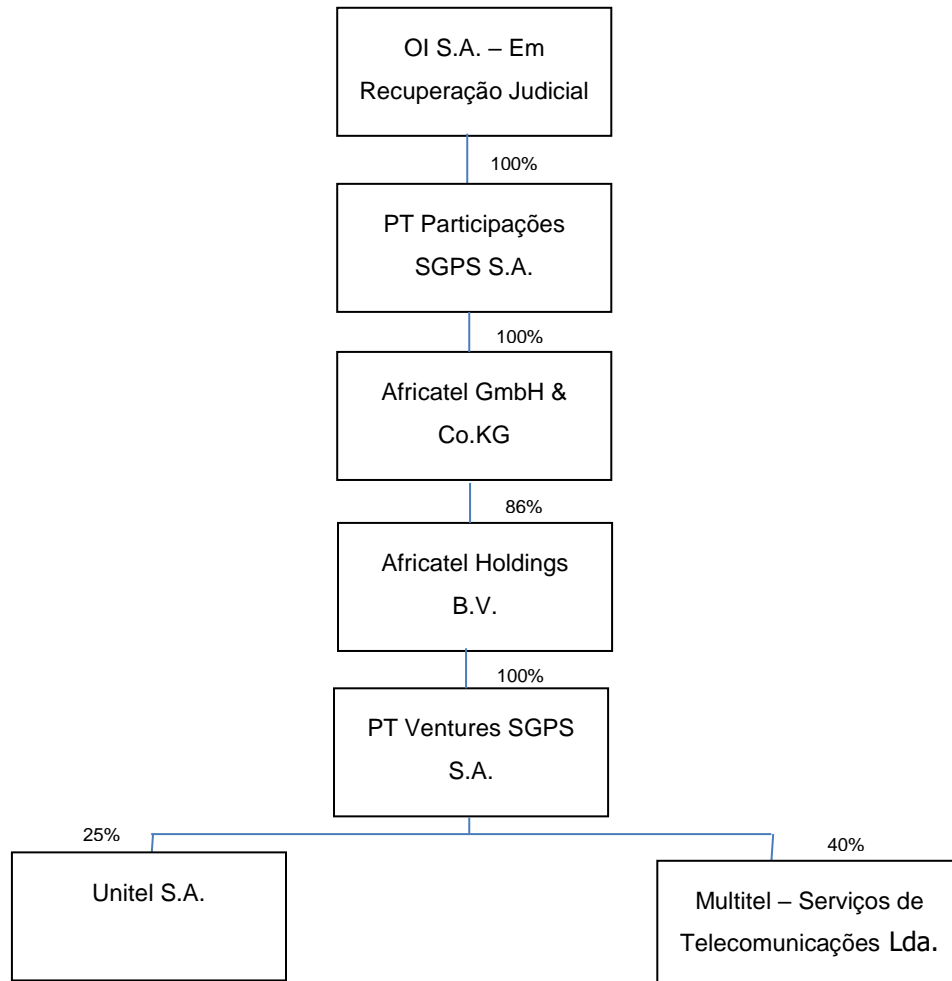 OI S.A. – Em
Recuperação Judicial
100%
PT Participações
SGPS S.A.
100%
Africatel GmbH &
Co.KG
86%
Africatel Holdings
B.V.
100%
PT Ventures SGPS
S.A.
25%
40%
Unitel S.A.
Multitel – Serviços de
Telecomunicações Lda.